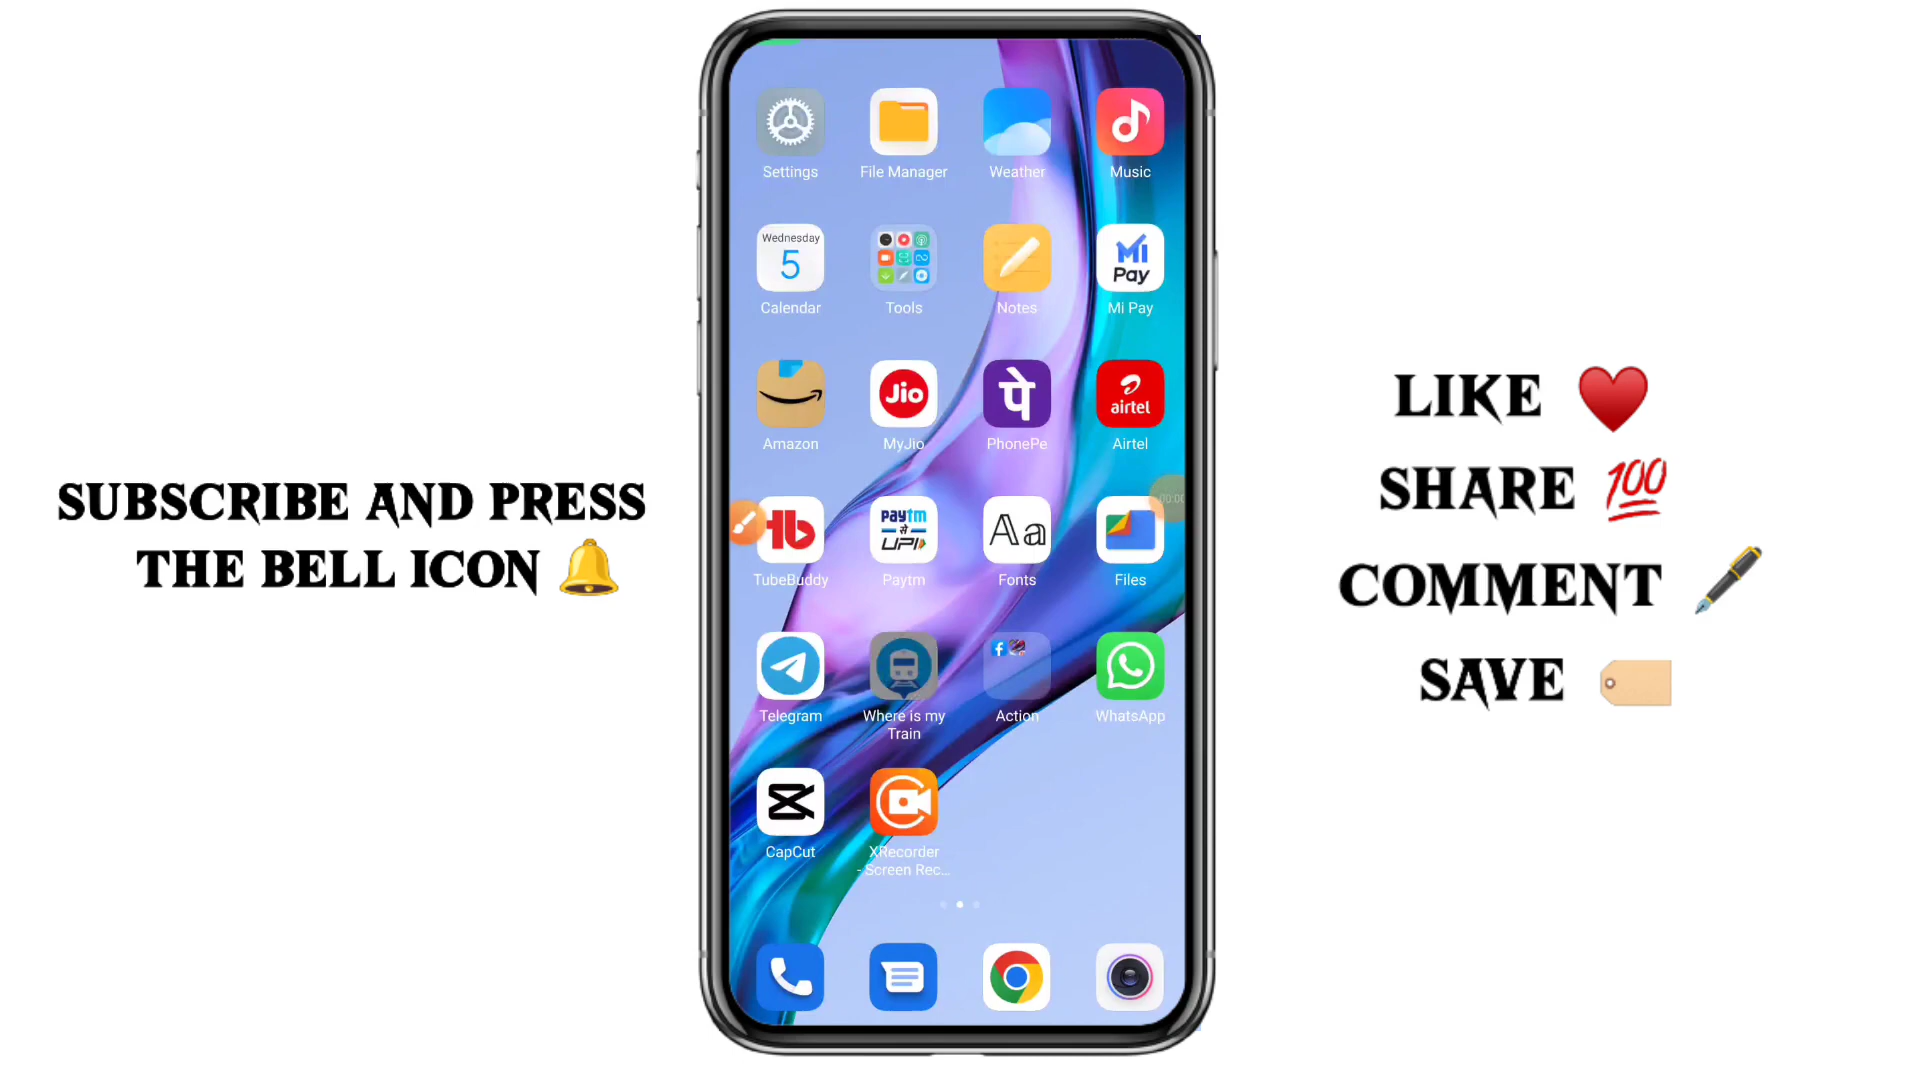 SUBSCRIBE AND PRESS
THE BELL ICON 🔔
Settings
File Manager
Weather
Music
Wednesday
5
Calendar
Tools
Notes
Mi
Pay
Mi Pay
Amazon
Jio
MyJio
पे
PhonePe
airtel
Airtel
tb
TubeBuddy
paytm
से
UPI
Paytm
Aa
Fonts
00:00
Files
Telegram
Where is my
Train
f
Action
WhatsApp
CapCut
XRecorder
- Screen Rec...
LIKE ♥️
SHARE 💯
COMMENT 🖋️
SAVE 🏷️